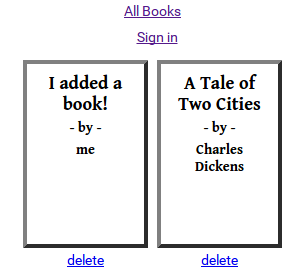 All Books
Sign in
I added a
book!
- by -
me
delete
A Tale of
Two Cities
- by -
Charles
Dickens
delete